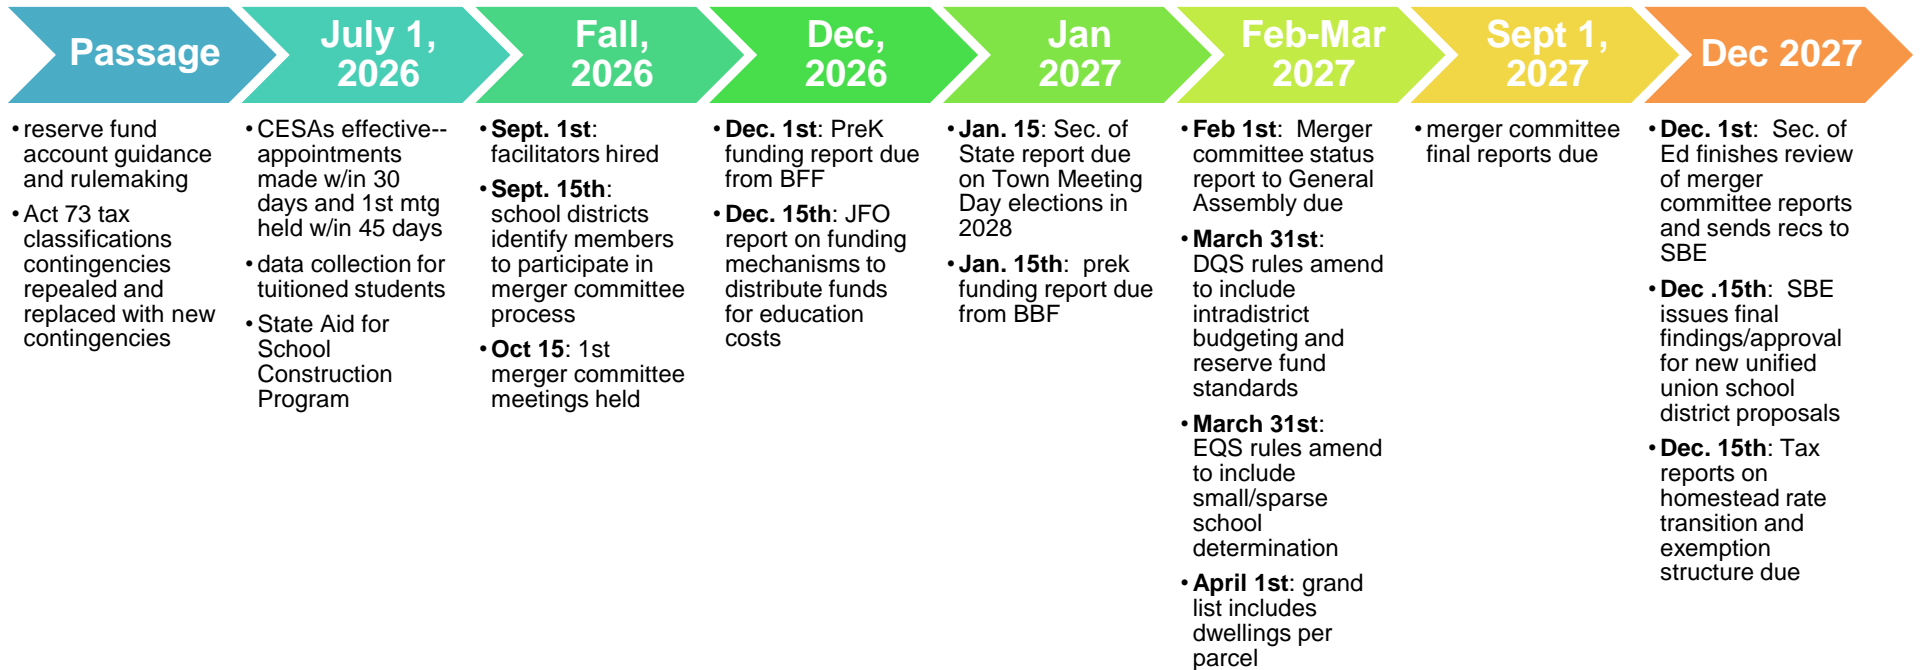 Passage
July 1,
2026
Fall,
2026
Dec,
2026
Jan
2027
Feb-Mar
2027
Sept 1,
2027
Dec 2027
• reserve fund
account guidance
and rulemaking
• Act 73 tax
classifications
contingencies
repealed and
replaced with new
contingencies
• CESAs effective--
appointments
made w/in 30
days and 1st mtg
held w/in 45 days
• data collection for
tuitioned students
• State Aid for
School
Construction
Program
• Sept. 1st:
facilitators hired
• Sept. 15th:
school districts
identify members
to participate in
merger committee
process
• Oct 15: 1st
merger committee
meetings held
• Dec. 1st: PreK
funding report due
from BFF
• Dec. 15th: JFO
report on funding
mechanisms to
distribute funds
for education
costs
• Jan. 15: Sec. of
State report due
on Town Meeting
Day elections in
2028
• Jan. 15th: prek
funding report due
from BBF
• Feb 1st: Merger
committee status
report to General
Assembly due
• March 31st:
DQS rules amend
to include
intradistrict
budgeting and
reserve fund
standards
• March 31st:
EQS rules amend
to include
small/sparse
school
determination
• April 1st: grand
list includes
dwellings per
parcel
• merger committee
final reports due
• Dec. 1st: Sec. of
Ed finishes review
of merger
committee reports
and sends recs to
SBE
• Dec .15th: SBE
issues final
findings/approval
for new unified
union school
district proposals
• Dec. 15th: Tax
reports on
homestead rate
transition and
exemption
structure due